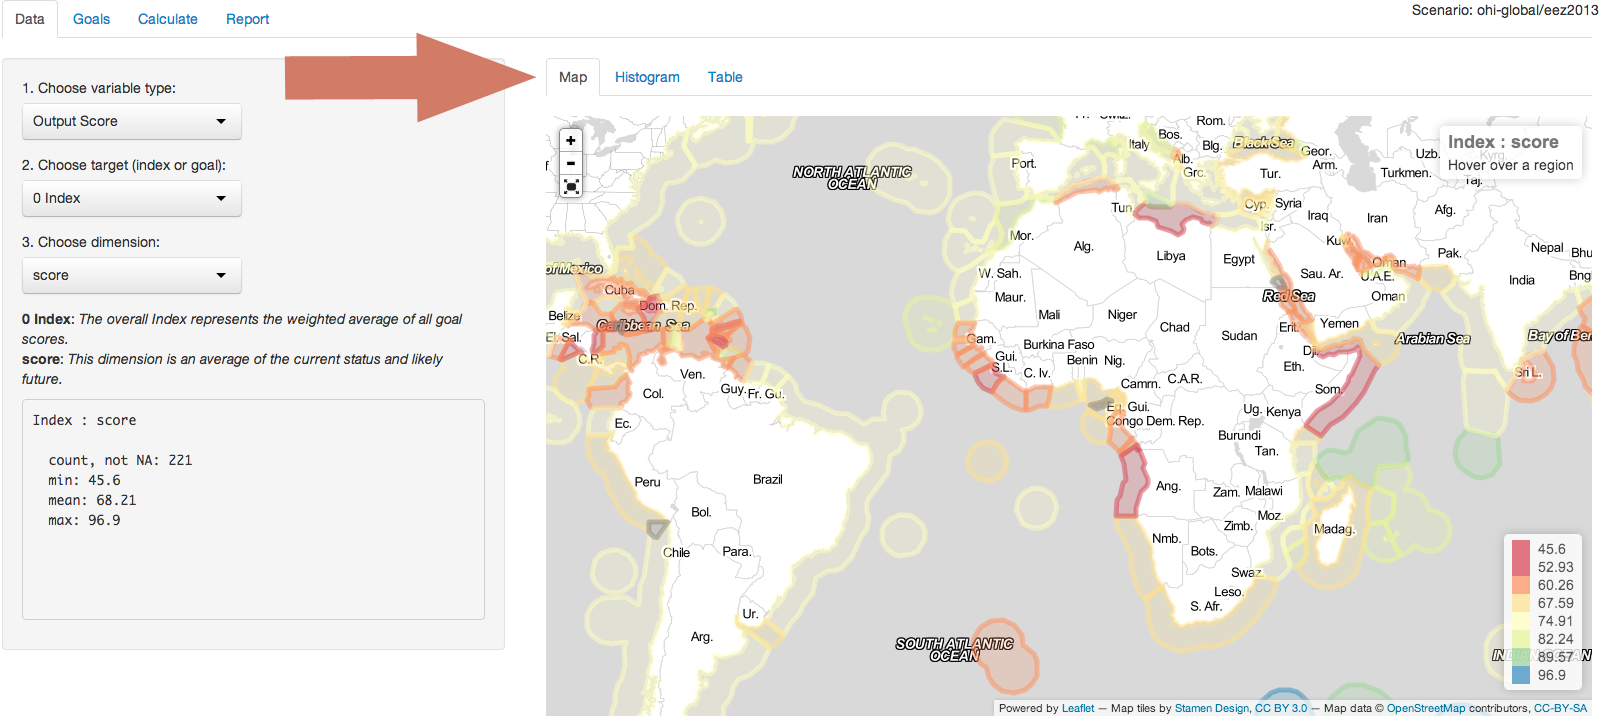 Data
Goals
Calculate
Report
Scenario: ohi-global/eez2013
1. Choose variable type:
Output Score
2. Choose target (index or goal):
0 Index
3. Choose dimension:
score
0 Index: The overall Index represents the weighted average of all goal
scores.
score: This dimension is an average of the current status and likely
future.
Index : score
count, not NA: 221
min: 45.6
mean: 68.21
max: 96.9
Map
Histogram
Table
+
-
Index : score
Hover over a region
NORTH ATLANTIC
OCEAN
Port.
Italy
Switz.
Rom.
Bos.
Blg.
Alb.
Grc.
Black Sea
Geor.
Arm.
Tur.
Uzb.
Kyrg.
Turkmen.
Taj.
Cyp.
Syria
Isr.
Iraq
Iran
Afg.
Tun.
Mor.
Alg.
Libya
Egypt
Kuw.
Pak.
Nepal
Bhu
Bng
India
Oman
U.A.E.
Sau. Ar.
Oman
Red Sea
Yemen
Arabian Sea
Bay of Ben
W. Sah.
Maur.
Mali
Niger
Chad
Sudan
Erit.
Dj.
Eth.
Som.
Sri L.
of Mexico
Cuba
Dom. Rep.
Belize
Caribbean Sea
El. Sal.
C.R.
Ven.
Col.
Guy.
Fr. Gu.
Ec.
Peru
Brazil
Bol.
Chile
Para.
Ur.
Arg.
Gam.
Gui.
S.L.
C. Iv.
Burkina Faso
Benin
Nig.
Camrn.
C.A.R.
Eq. Gui.
Congo
Dem. Rep.
Ug.
Kenya
Burundi
Tan.
Ang.
Zam.
Malawi
Moz.
Zimb.
Nmb.
Bots.
Madag.
Swaz.
Leso.
S. Afr.
SOUTH ATLANTIC
OCEAN
45.6
52.93
60.26
67.59
74.91
82.24
89.57
96.9
Powered by Leaflet — Map tiles by Stamen Design, CC BY 3.0 — Map data © OpenStreetMap contributors, CC-BY-SA